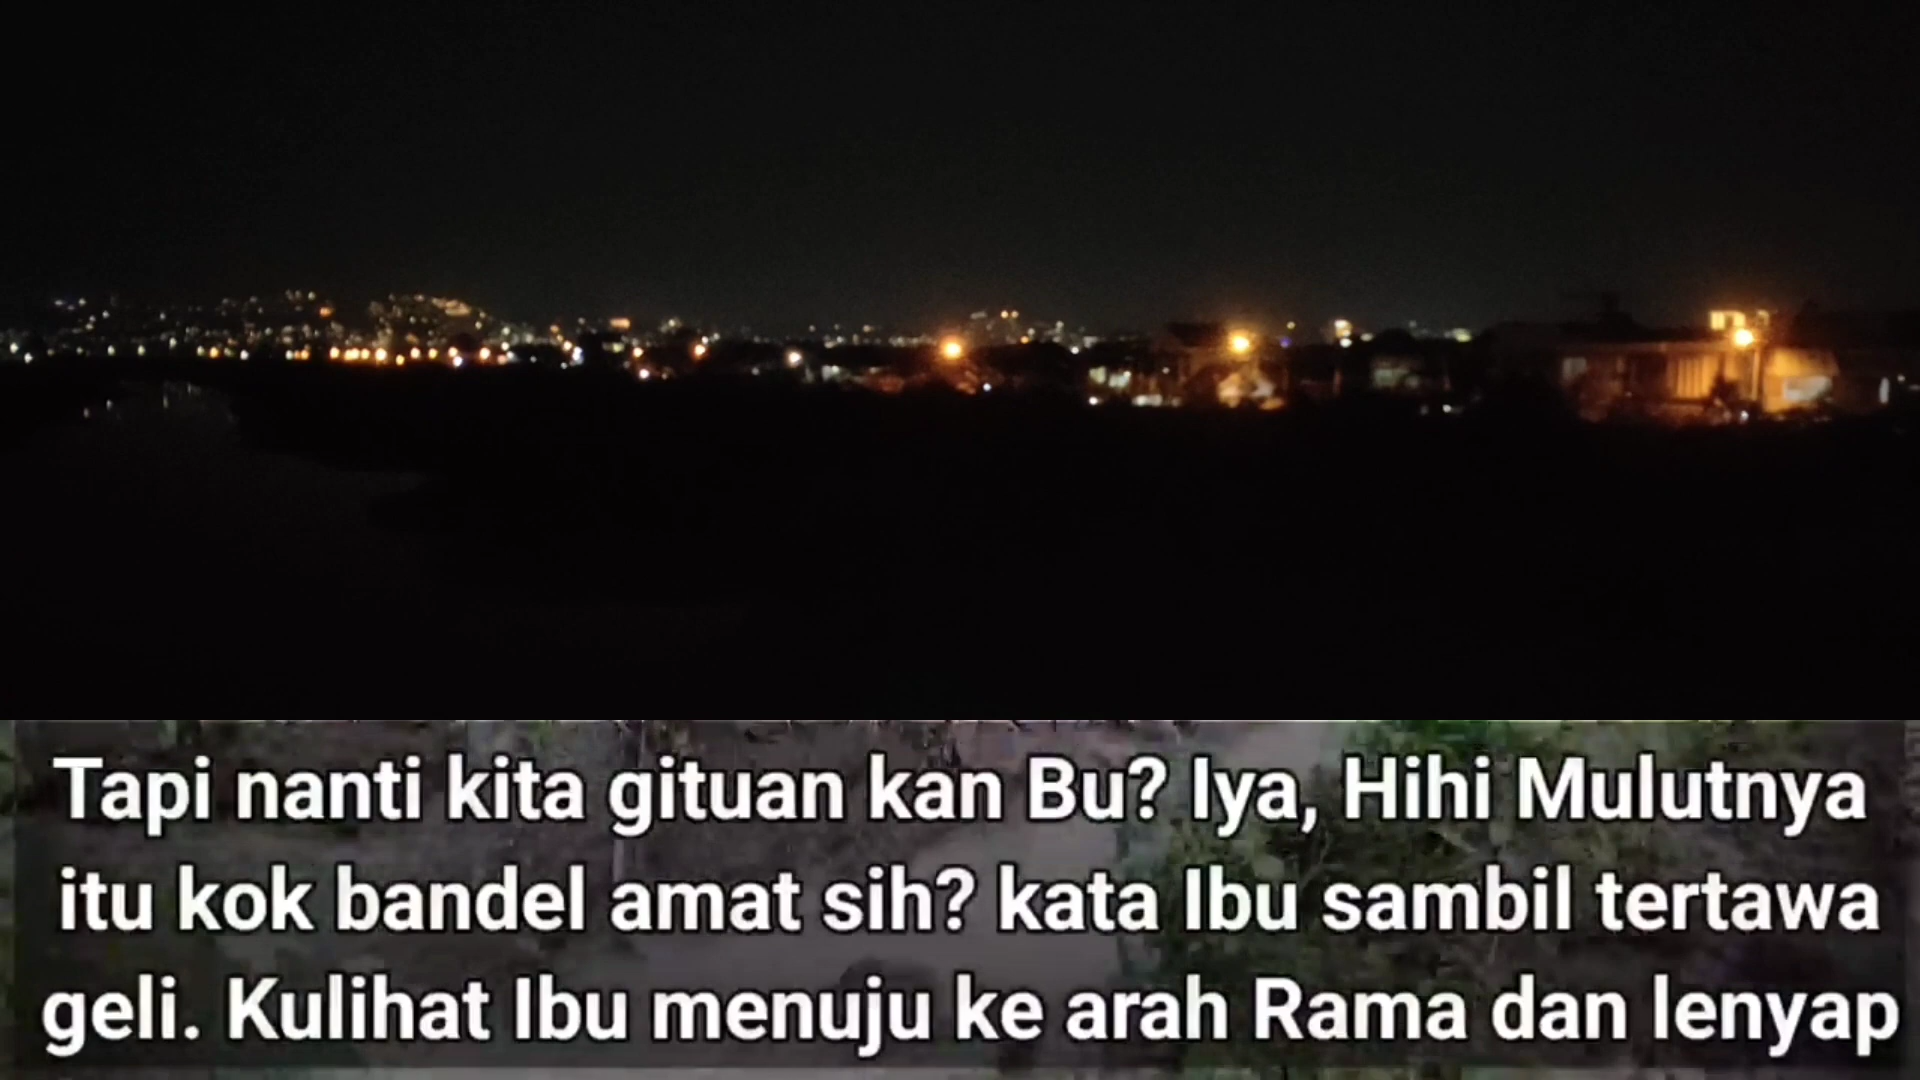 Tapi nanti kita gituan kan Bu? Iya, Hihi Mulutnya
itu kok bandel amat sih? kata Ibu sambil tertawa
geli. Kulihat Ibu menuju ke arah Rama dan lenyap